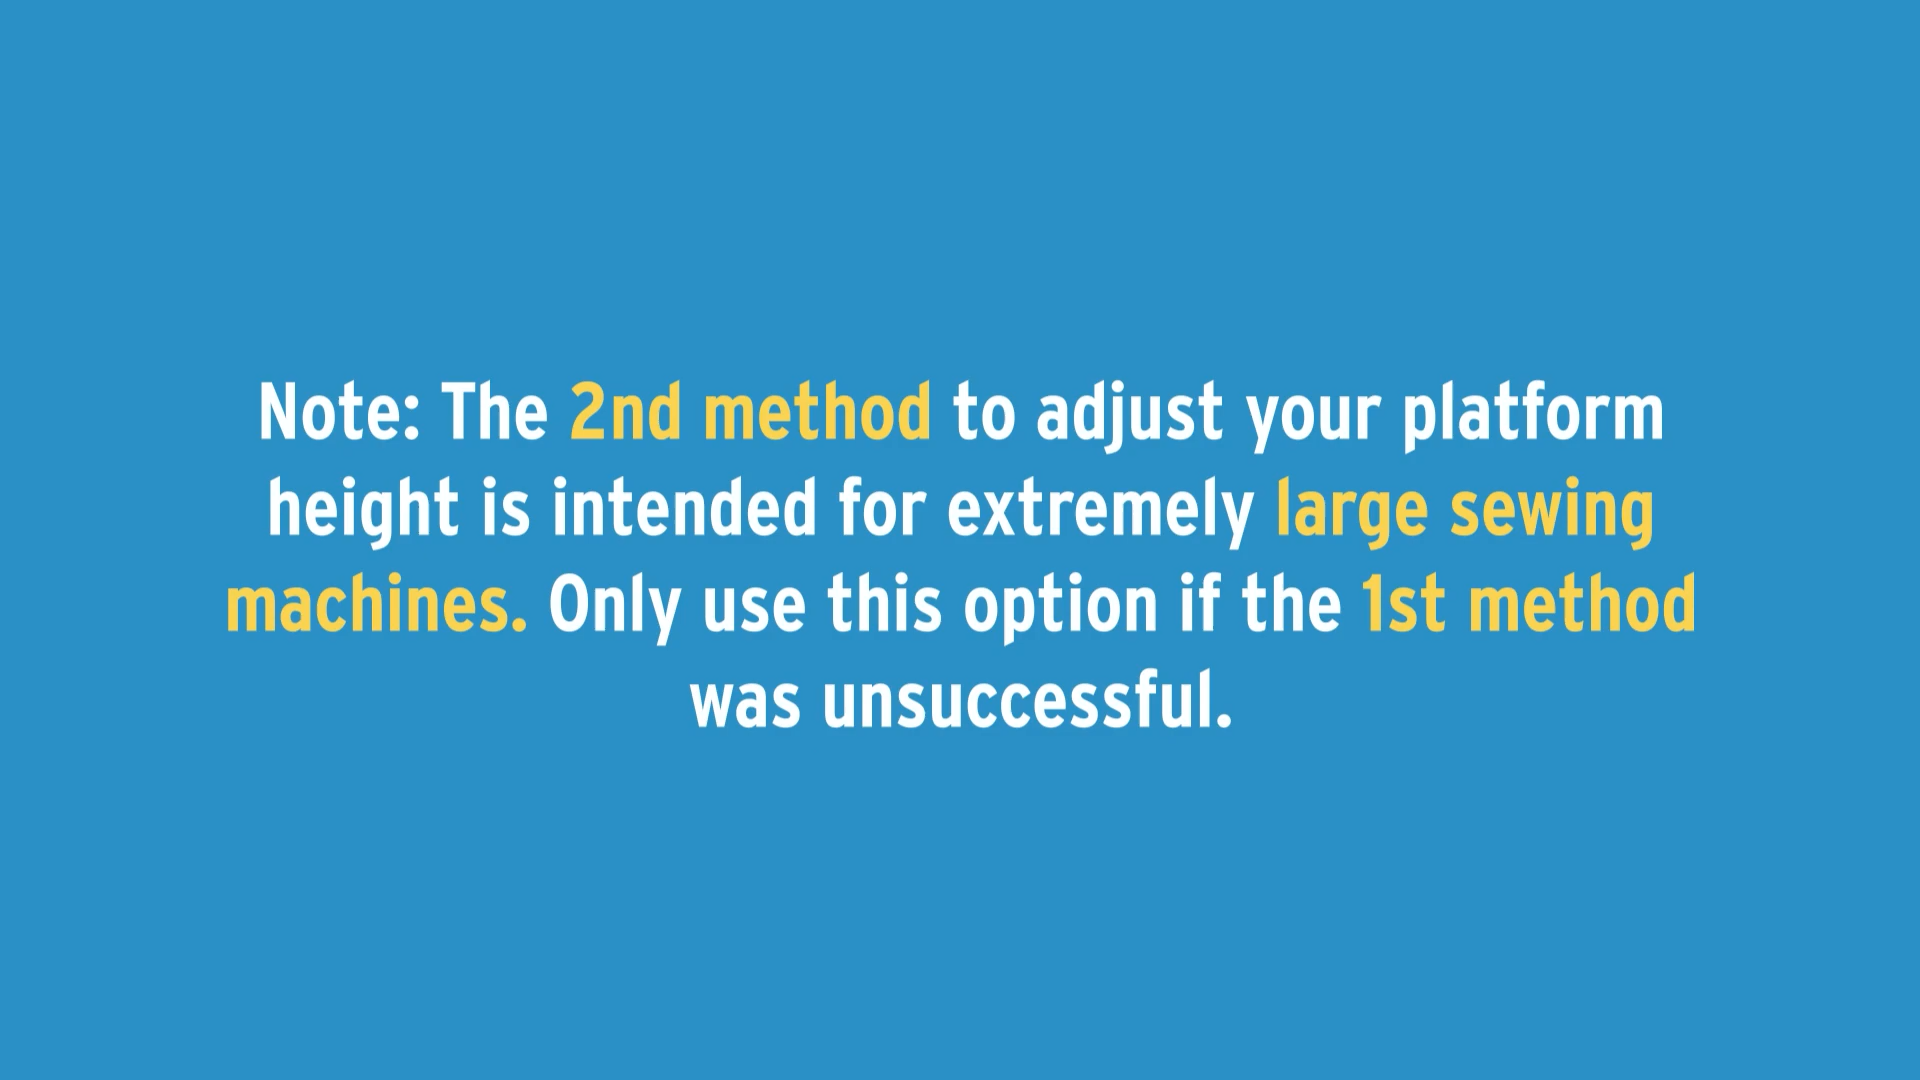 Note: The 2nd method to adjust your platform
height is intended for extremely large sewing
machines. Only use this option if the 1st method
was unsuccessful.